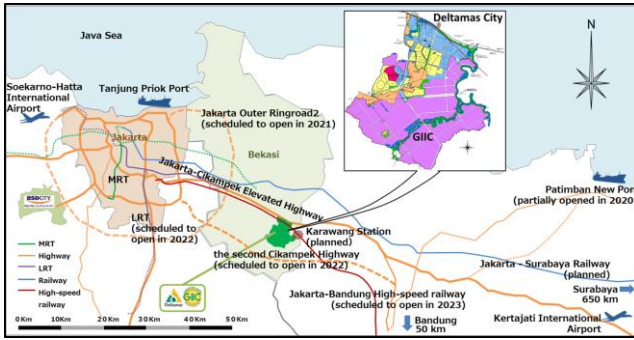 Java Sea
Soekarno-Hatta
International
Airport
Tanjung Priok Port
Jakarta Outer Ringroad2
(scheduled to open in 2021)
Jakarta
Bekasi
MRT
Jakarta-Cikampek Elevated Highway
BSDCITY
LRT
(scheduled to
open in 2022)
Karawang Station
(planned)
the second Cikampek Highway
(scheduled to open in 2022)
Deltamas City
GIIC
N
Patimban New Port
(partially opened in 2020
Jakarta - Surabaya Railway
(planned)
Surabaya
650 km
Jakarta-Bandung High-speed railway
(scheduled to open in 2023)
Bandung
50 km
Kertajati International
Airport
MRT
Highway
LRT
Railway
High-speed
railway
Deltamas
GIIC
0Km 10Km 20Km 30Km 40Km 50Km